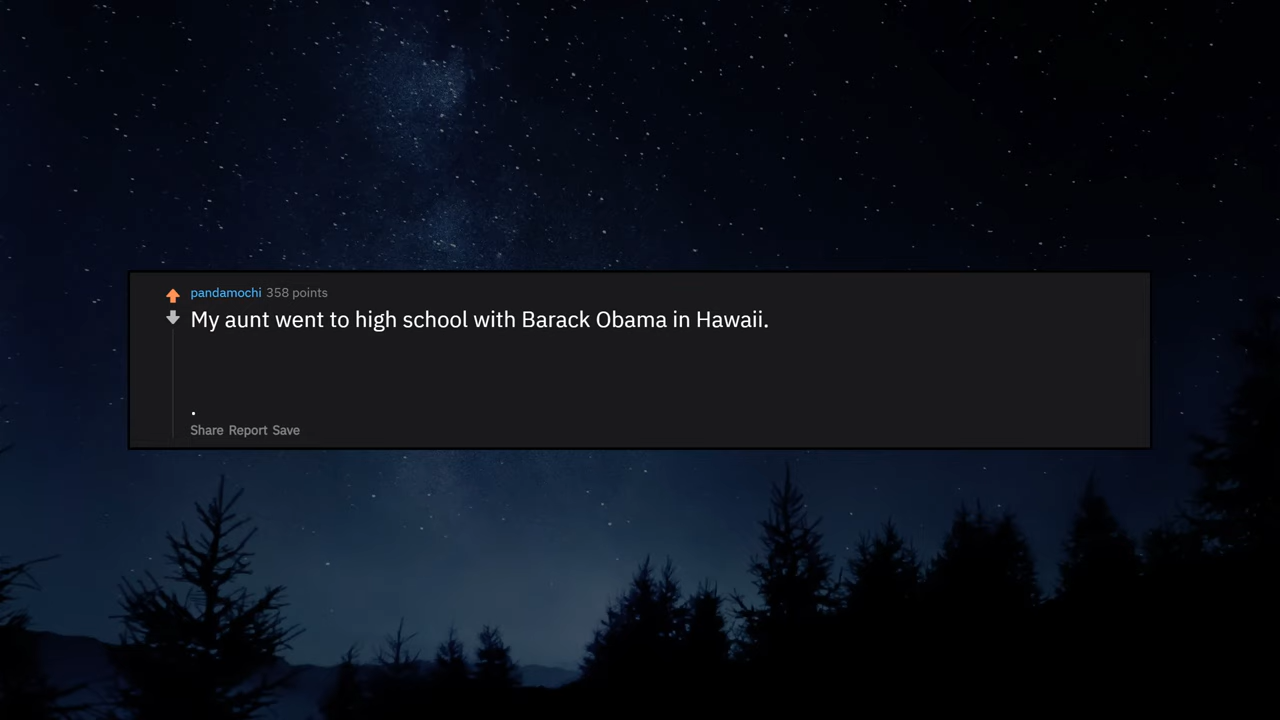 pandamochi 358 points
My aunt went to high school with Barack Obama in Hawaii.
.
Share Report Save